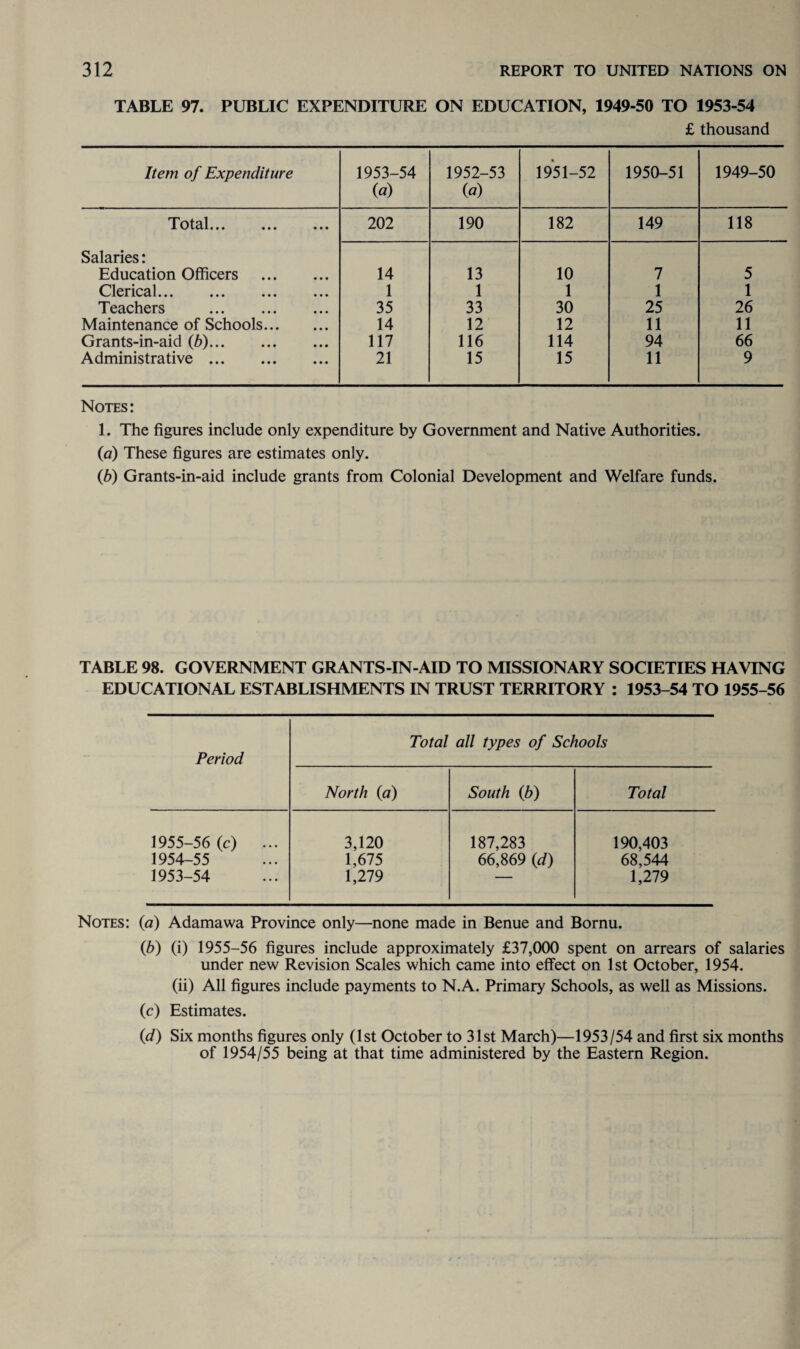 312 REPORT TO UNITED NATIONS ON
TABLE 97. PUBLIC EXPENDITURE ON EDUCATION, 1949-50 TO 1953-54
£ thousand
Item of Expenditure 1953-54 1952-53 1951-52 1950-51 1949-50
(a) (a)
Total... ... ... 202 190 182 149 118
Salaries:
Education Officers ... ... 14 13 10 7 5
Clerical... ... ... ... 1 1 1 1 1
Teachers ... ... ... 35 33 30 25 26
Maintenance of Schools... ... 14 12 12 11 11
Grants-in-aid (b)... ... ... 117 116 114 94 66
Administrative ... ... ... 21 15 15 11 9
NOTES:
1. The figures include only expenditure by Government and Native Authorities.
(a) These figures are estimates only.
(b) Grants-in-aid include grants from Colonial Development and Welfare funds.
TABLE 98. GOVERNMENT GRANTS-IN-AID TO MISSIONARY SOCIETIES HAVING
EDUCATIONAL ESTABLISHMENTS IN TRUST TERRITORY : 1953-54 TO 1955-56
Period Total all types of Schools
North (a) South (b) Total
1955-56 (c) ... 3,120 187,283 190,403
1954-55 ... 1,675 66,869 (d) 68,544
1953-54 ... 1,279 — 1,279
NOTES: (a) Adamawa Province only—none made in Benue and Bornu.
(b) (i) 1955-56 figures include approximately £37,000 spent on arrears of salaries
under new Revision Scales which came into effect on 1st October, 1954.
(ii) All figures include payments to N.A. Primary Schools, as well as Missions.
(c) Estimates.
(d) Six months figures only (1st October to 31st March)—1953/54 and first six months
of 1954/55 being at that time administered by the Eastern Region.